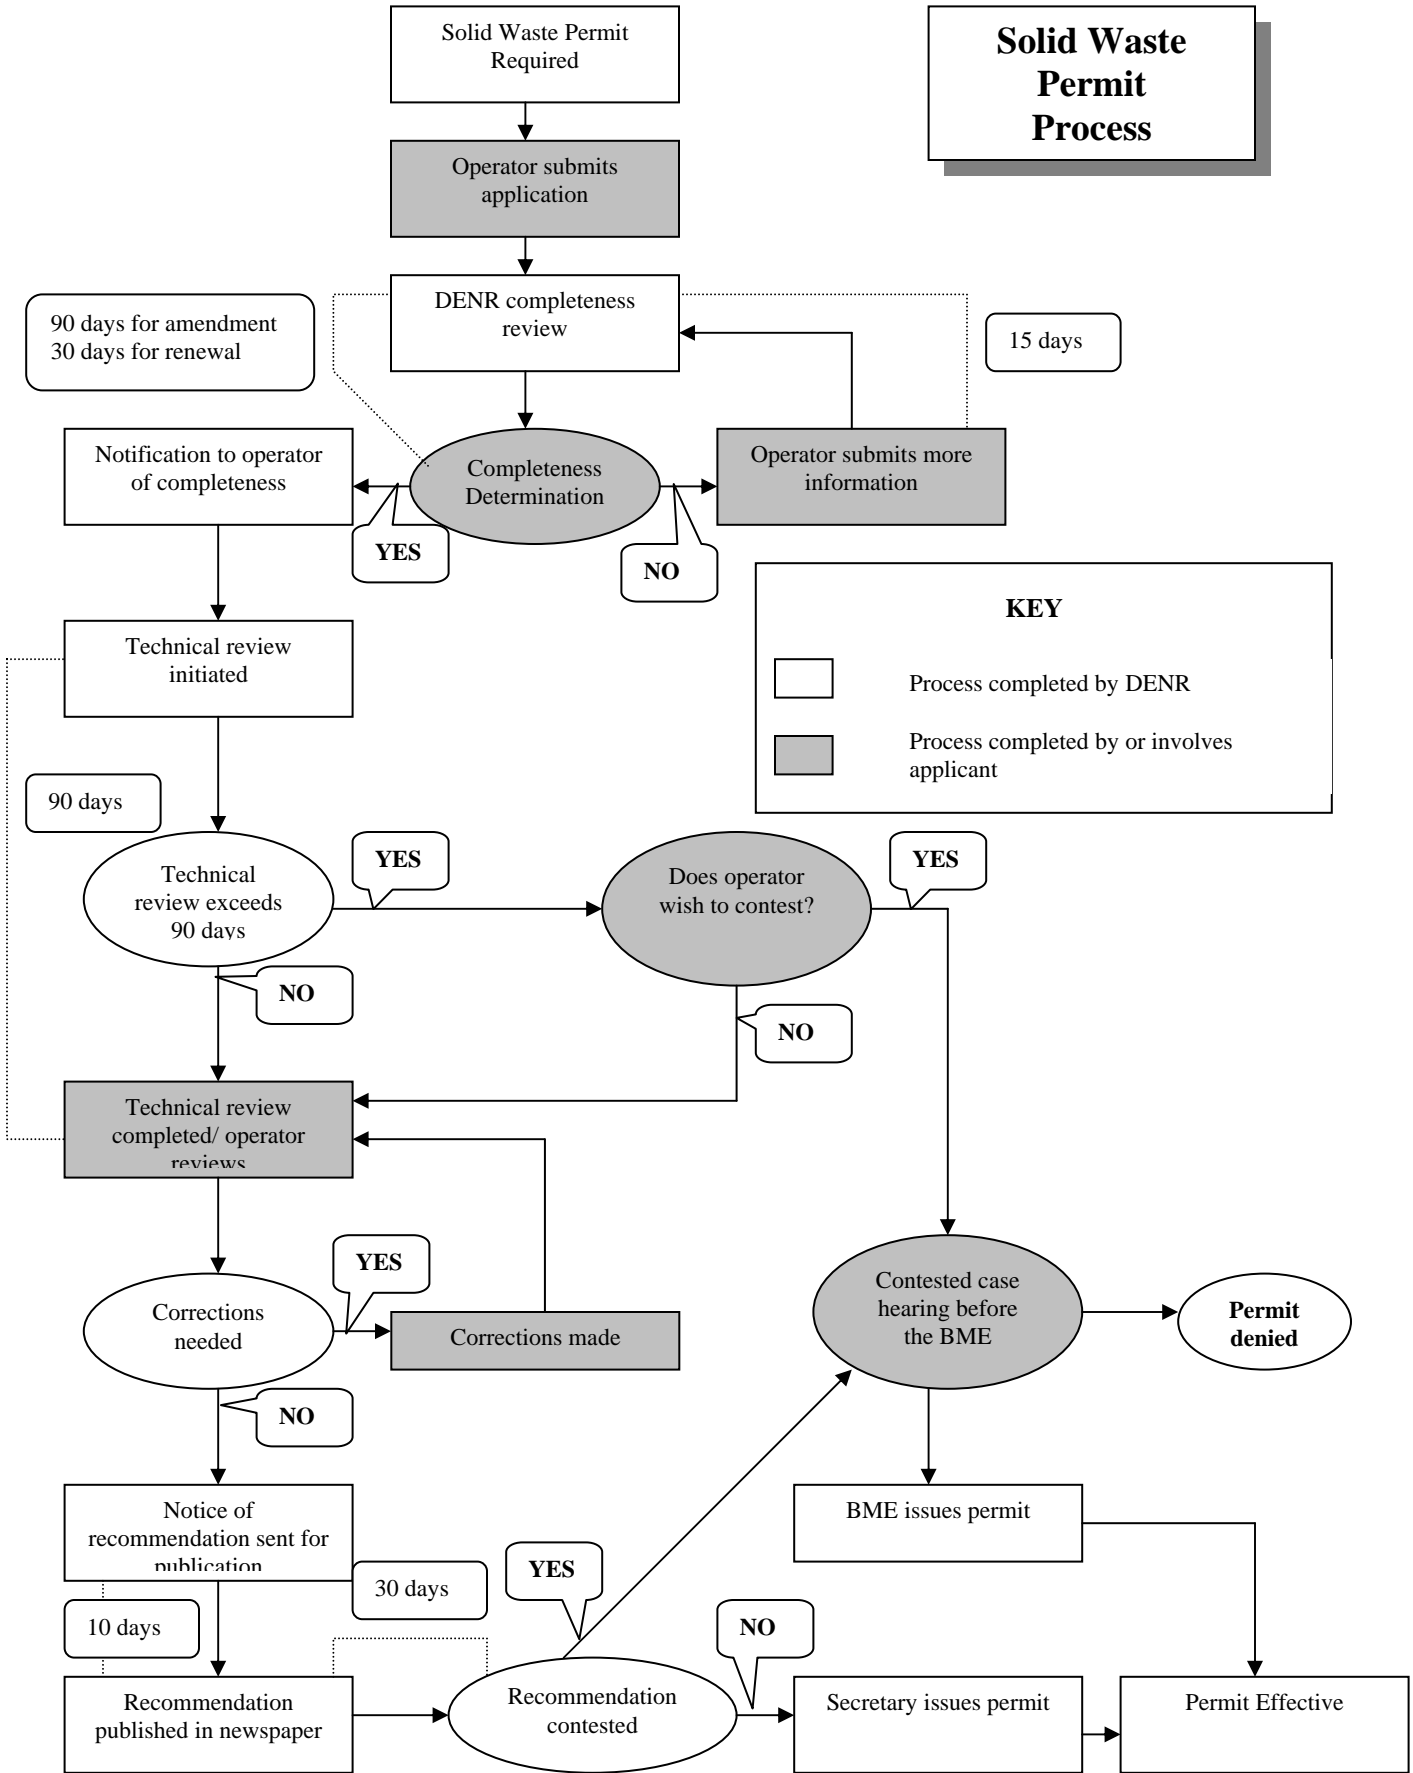 Solid Waste Permit
Required
Solid Waste
Permit
Process
Operator submits
application
DENR completeness
review
90 days for amendment
30 days for renewal
15 days
Notification to operator
of completeness
Completeness
Determination
Operator submits more
information
YES
NO
KEY
Process completed by DENR
Process completed by or involves
applicant
Technical review
initiated
90 days
Technical
review exceeds
90 days
YES
Does operator
wish to contest?
YES
NO
NO
Technical review
completed/ operator
reviews
Corrections
needed
YES
Corrections made
Contested case
hearing before
the BME
Permit
denied
NO
Notice of
recommendation sent for
publication
BME issues permit
30 days
YES
10 days
NO
Recommendation
published in newspaper
Recommendation
contested
Secretary issues permit
Permit Effective